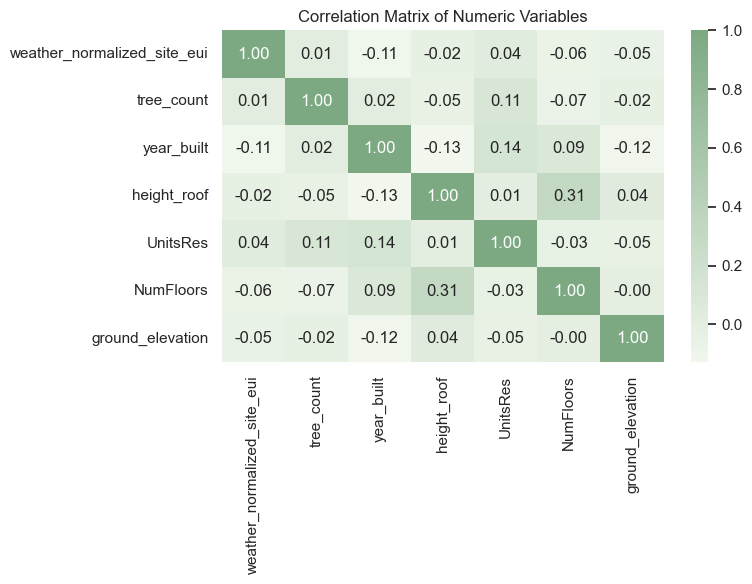 Correlation Matrix of Numeric Variables
weather_normalized_site_eui 1.00 0.01 -0.11 -0.02 0.04 -0.06 -0.05
tree_count 0.01 1.00 0.02 -0.05 0.11 -0.07 -0.02
year_built -0.11 0.02 1.00 -0.13 0.14 0.09 -0.12
height_roof -0.02 -0.05 -0.13 1.00 0.01 0.31 0.04
UnitsRes 0.04 0.11 0.14 0.01 1.00 -0.03 -0.05
NumFloors -0.06 -0.07 0.09 0.31 -0.03 1.00 -0.00
ground_elevation -0.05 -0.02 -0.12 0.04 -0.05 -0.00 1.00
weather_normalized_site_eui
tree_count
year_built
height_roof
UnitsRes
NumFloors
ground_elevation
1.0
0.8
0.6
0.4
0.2
0.0